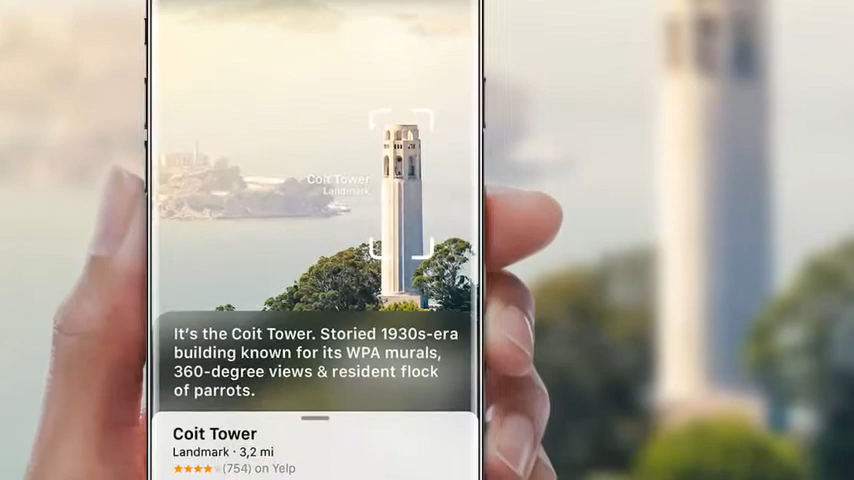 Coit Tower
Landmark
It's the Coit Tower. Storied 1930s-era
building known for its WPA murals,
360-degree views & resident flock
of parrots.
Coit Tower
Landmark · 3,2 mi
(754) on Yelp